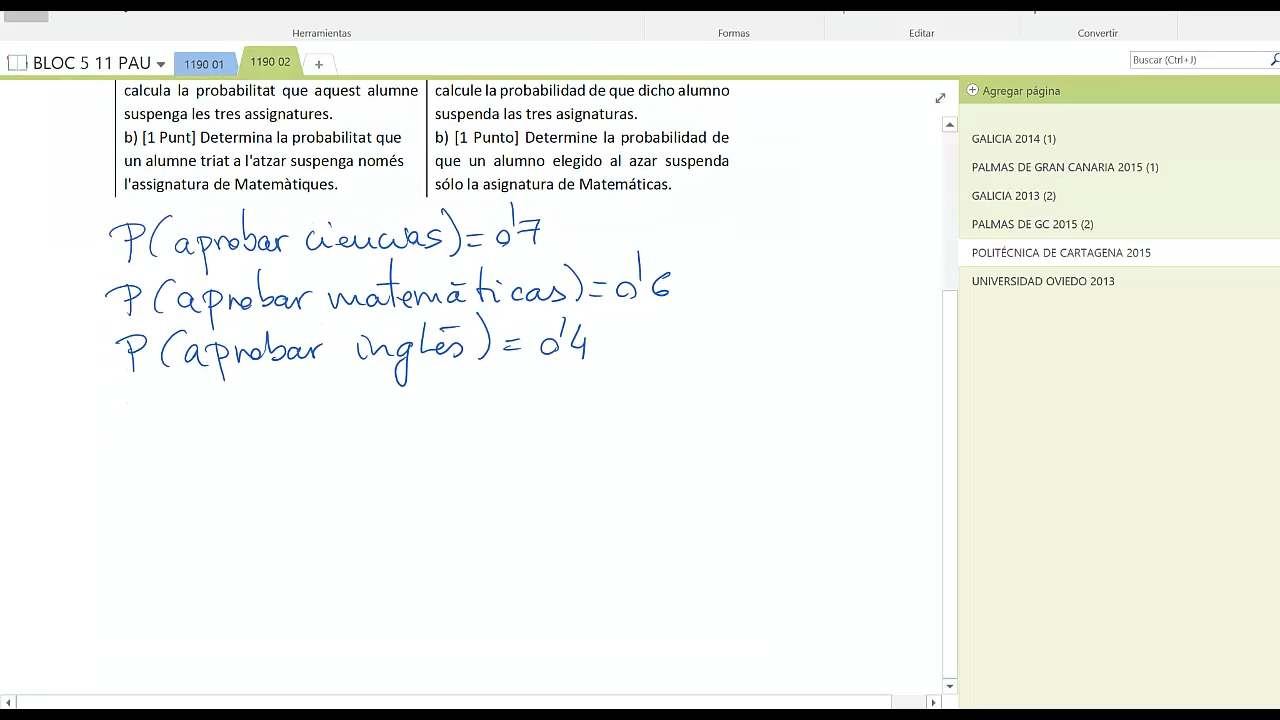 Herramientas
Formas
Editar
Convertir
BLOC 5 11 PAU
1190 01
1190 02
Buscar (Ctrl+J)
calcula la probabilitat que aquest alumne
suspenga les tres assignatures.
b) [1 Punt] Determina la probabilitat que
un alumne triat a l'atzar suspenga només
l'assignatura de Matemàtiques.
calcule la probabilidad de que dicho alumno
suspenda las tres asignaturas.
b) [1 Punto] Determine la probabilidad de
que un alumno elegido al azar suspenda
sólo la asignatura de Matemáticas.
P(aprobar ciencias)=0'7
P(aprobar matemáticas)=0'6
P(aprobar inglés)=0'4
Agregar página
GALICIA 2014 (1)
PALMAS DE GRAN CANARIA 2015 (1)
GALICIA 2013 (2)
PALMAS DE GC 2015 (2)
POLITÉCNICA DE CARTAGENA 2015
UNIVERSIDAD OVIEDO 2013